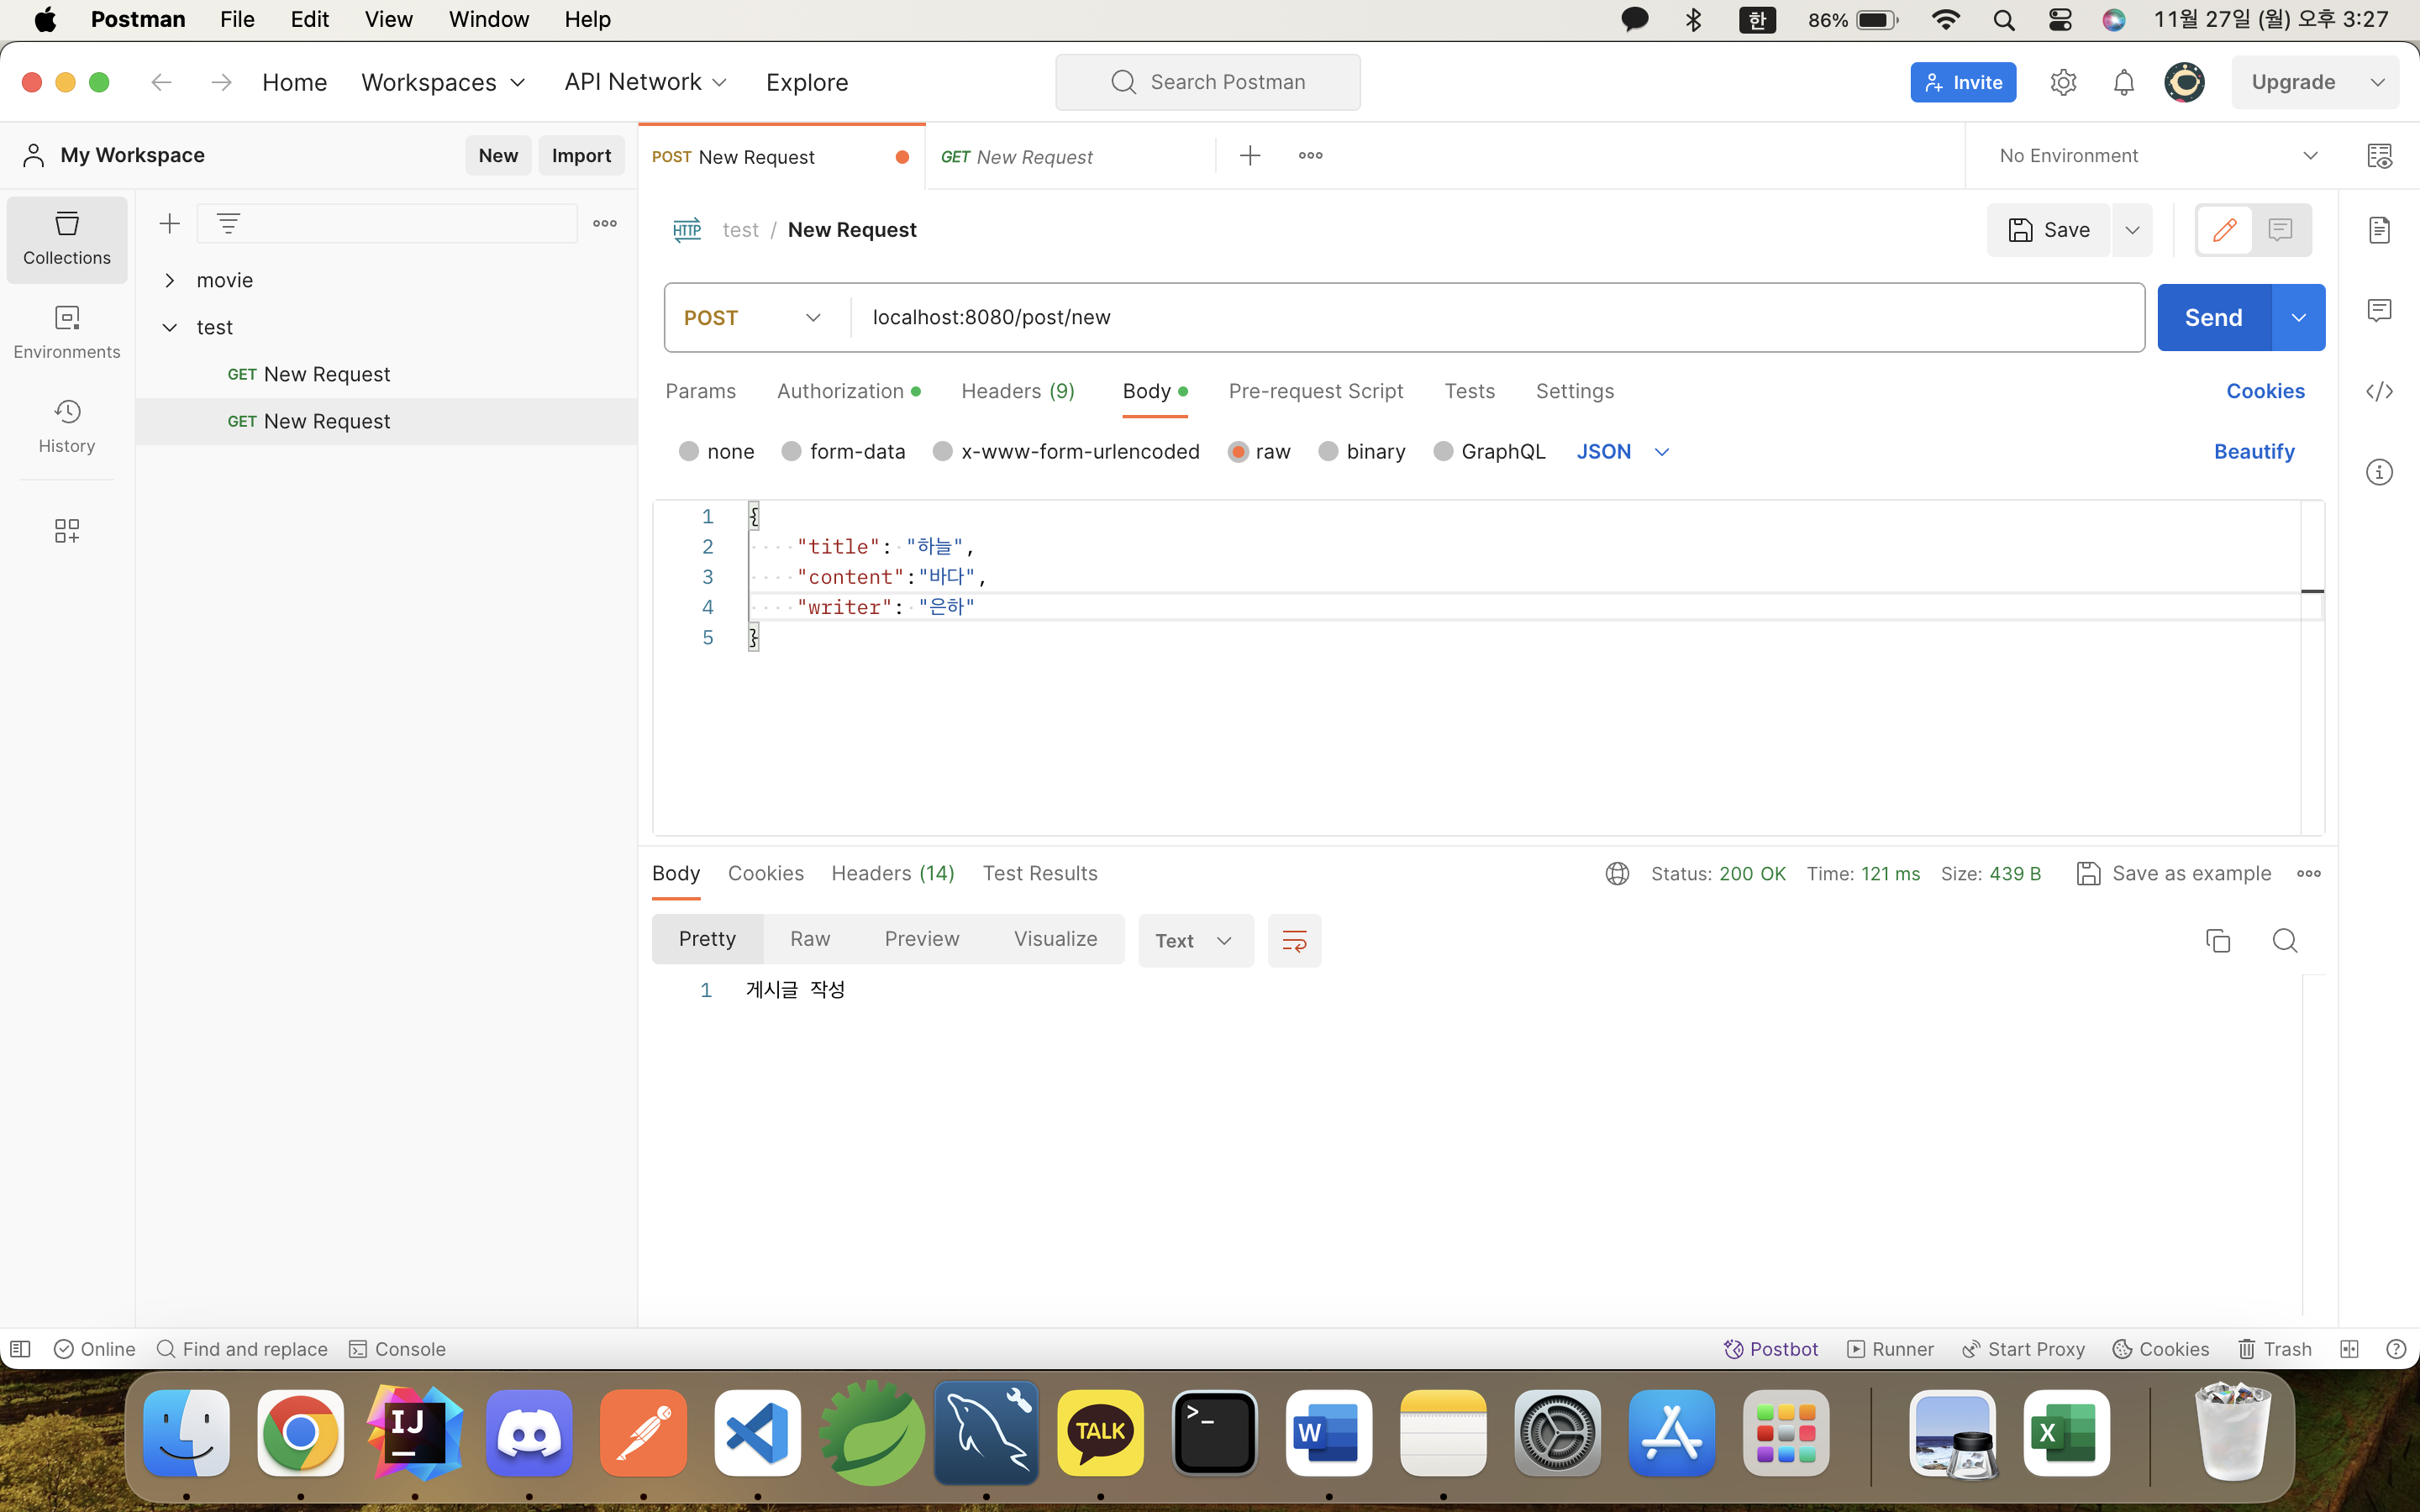 Postman File Edit View Window Help 한 86% 11월 27일 (월) 오후 3:27
Home Workspaces API Network Explore Search Postman Invite Upgrade
My Workspace New Import POST New Request GET New Request No Environment
Collections
Environments
History
movie
test
GET New Request
GET New Request
HTTP test / New Request Save
POST localhost:8080/post/new Send
Params Authorization Headers (9) Body Pre-request Script Tests Settings Cookies
none form-data x-www-form-urlencoded raw binary GraphQL JSON Beautify
1 {
2 "title": "하늘",
3 "content":"바다",
4 "writer": "은하"
5 }
Body Cookies Headers (14) Test Results Status: 200 OK Time: 121 ms Size: 439 B Save as example
Pretty Raw Preview Visualize Text
1 게시글 작성
Online Find and replace Console Postbot Runner Start Proxy Cookies Trash
IJ TALK >_ W X